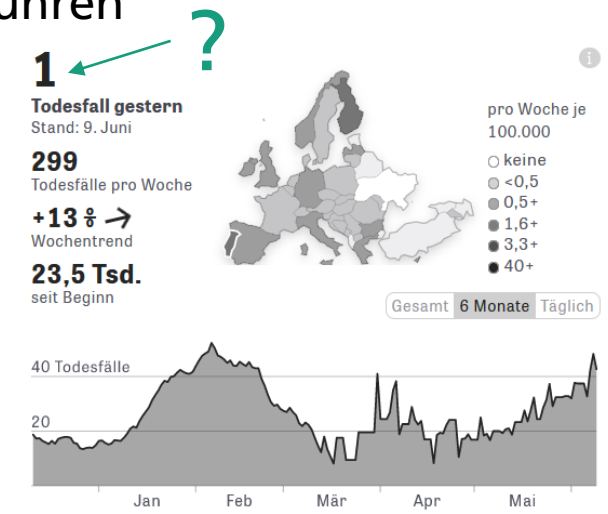 ?
1
Todesfall gestern
Stand: 9. Juni
299
Todesfälle pro Woche
+13 %
Wochentrend
23,5 Tsd.
seit Beginn
i
pro Woche je
100.000
keine
<0,5
0,5+
1,6+
3,3+
40+
Gesamt 6 Monate Täglich
40 Todesfälle
20
Jan Feb Mär Apr Mai